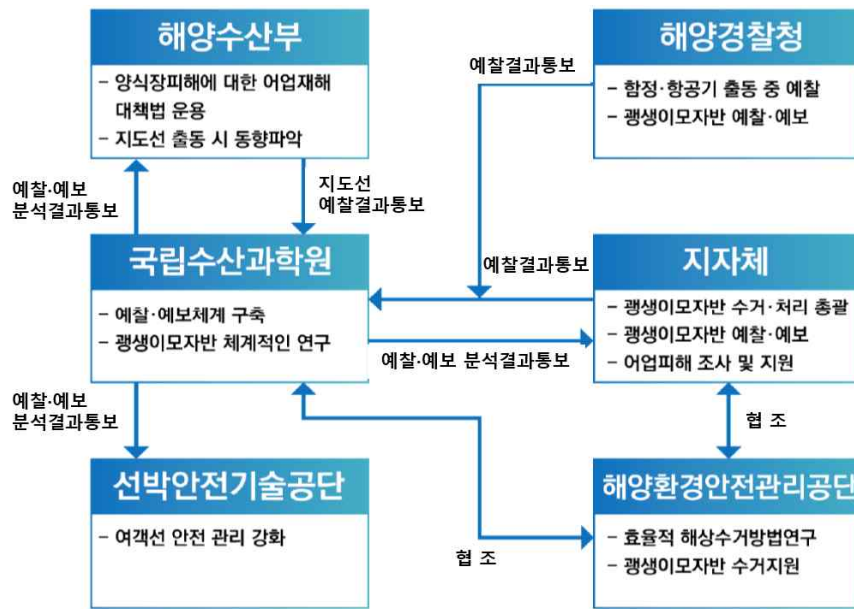 해양수산부
- 양식장피해에 대한 어업재해
대책법 운용
- 지도선 출동 시 동향파악
예찰결과통보
해양경찰청
- 함정·항공기 출동 중 예찰
- 괭생이모자반 예찰·예보
예찰·예보
분석결과통보
지도선
예찰결과통보
국립수산과학원
- 예찰·예보체계 구축
- 괭생이모자반 체계적인 연구
예찰결과통보
예찰·예보 분석결과통보
지자체
- 괭생이모자반 수거·처리 총괄
- 괭생이모자반 예찰·예보
- 어업피해 조사 및 지원
예찰·예보
분석결과통보
협 조
선박안전기술공단
- 여객선 안전 관리 강화
협 조
해양환경안전관리공단
- 효율적 해상수거방법연구
- 괭생이모자반 수거지원